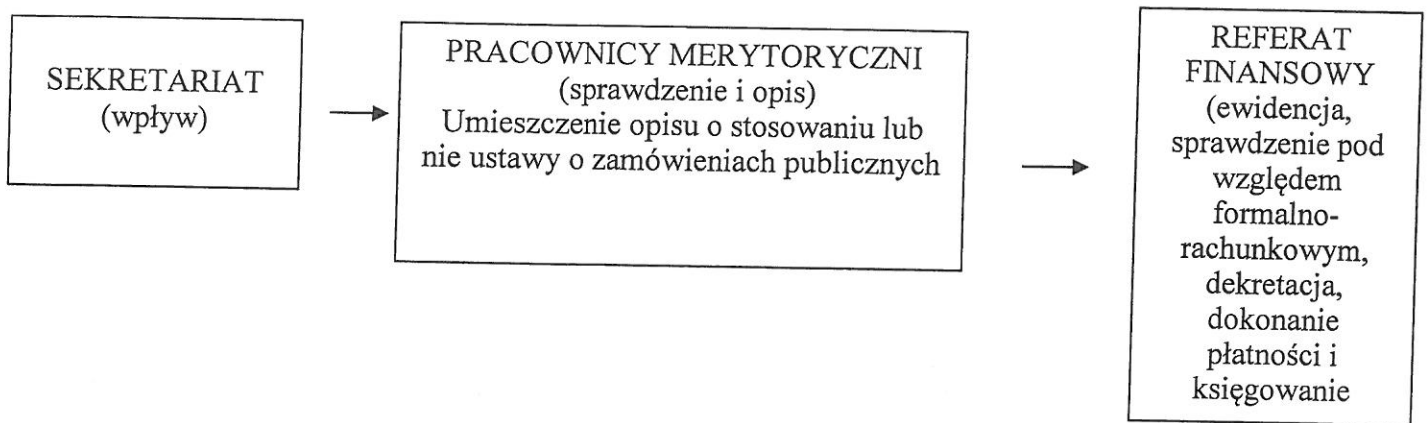 SEKRETARIAT
(wpływ)
PRACOWNICY MERYTORYCZNI
(sprawdzenie i opis)
Umieszczenie opisu o stosowaniu lub
nie ustawy o zamówieniach publicznych
REFERAT
FINANSOWY
(ewidencja,
sprawdzenie pod
względem
formalno-
rachunkowym,
dekretacja,
dokonanie
płatności i
księgowanie